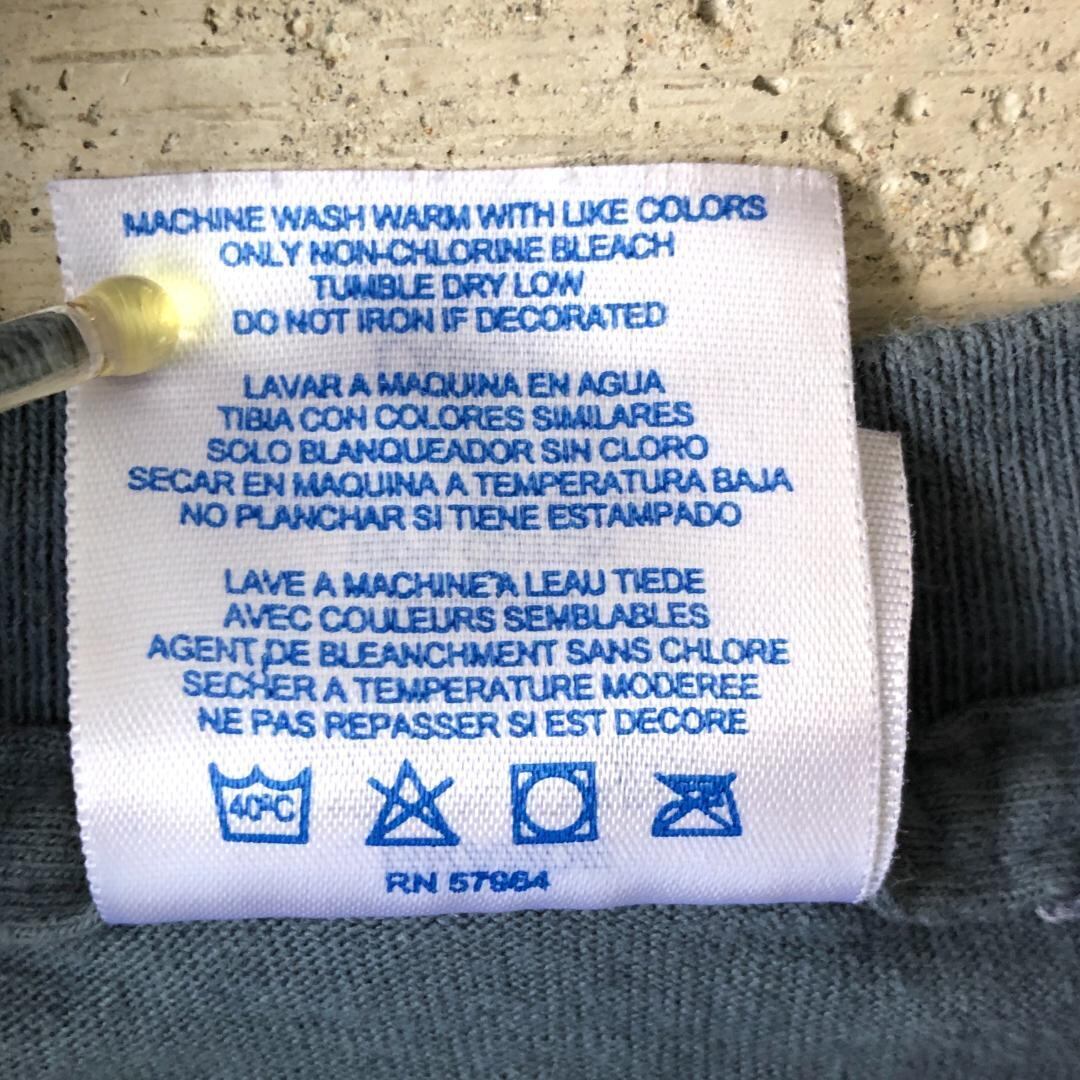 MACHINE WASH WARM WITH LIKE COLORS
ONLY NON-CHLORINE BLEACH
TUMBLE DRY LOW
DO NOT IRON IF DECORATED
LAVAR A MAQUINA EN AGUA
TIBIA CON COLORES SIMILARES
SOLO BLANQUEADOR SIN CLORO
SECAR EN MAQUINA A TEMPERATURA BAJA
NO PLANCHAR SI TIENE ESTAMPADO
LAVE A MACHINE A LEAU TIEDE
AVEC COULEURS SEMBLABLES
AGENT DE BLEANCHMENT SANS CHLORE
SECHER A TEMPERATURE MODEREE
NE PAS REPASSER SI EST DECORE
40ºC
RN 57964